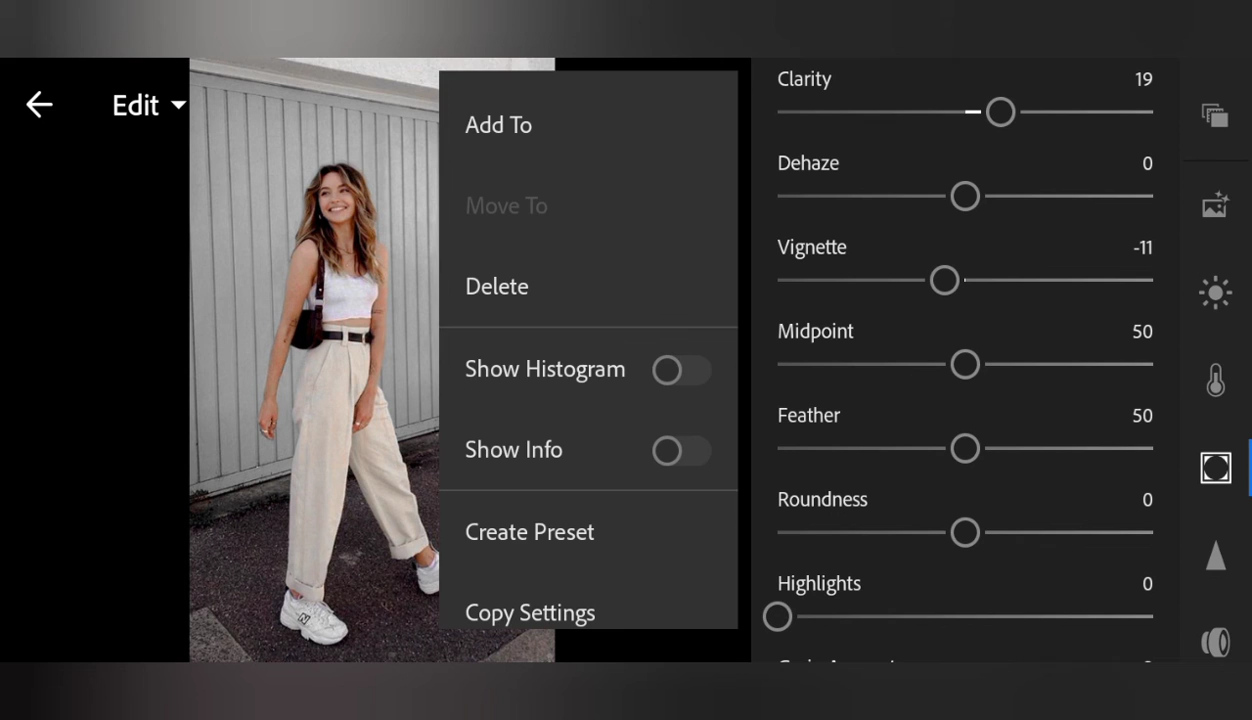 Edit
Add To
Move To
Delete
Show Histogram
Show Info
Create Preset
Copy Settings
Clarity 19
Dehaze 0
Vignette -11
Midpoint 50
Feather 50
Roundness 0
Highlights 0
N